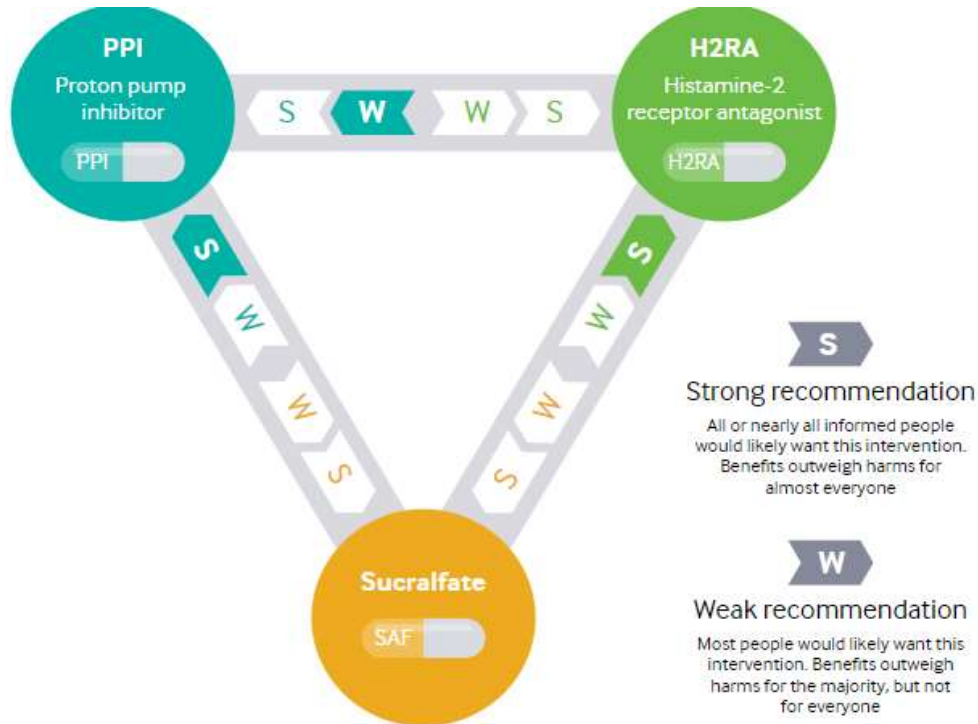 PPI
Proton pump
inhibitor
PPI
S
W
W
S
H2RA
Histamine-2
receptor antagonist
H2RA
S
W
W
S
S
W
W
S
Sucralfate
SAF
S
Strong recommendation
All or nearly all informed people
would likely want this intervention.
Benefits outweigh harms for
almost everyone
W
Weak recommendation
Most people would likely want this
intervention. Benefits outweigh
harms for the majority, but not
for everyone